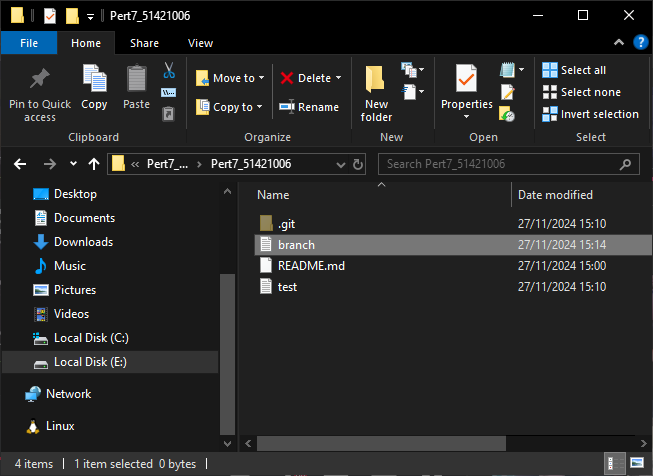 Pert7_51421006
File Home Share View
Pin to Quick access
Copy
Paste
Move to
Copy to
Delete
Rename
New folder
Properties
Select all
Select none
Invert selection
Clipboard Organize New Open Select
« Pert7_... › Pert7_51421006
Search Pert7_51421006
Desktop
Documents
Downloads
Music
Pictures
Videos
Local Disk (C:)
Local Disk (E:)
Network
Linux
Name Date modified
.git 27/11/2024 15:10
branch 27/11/2024 15:14
README.md 27/11/2024 15:00
test 27/11/2024 15:10
4 items 1 item selected 0 bytes